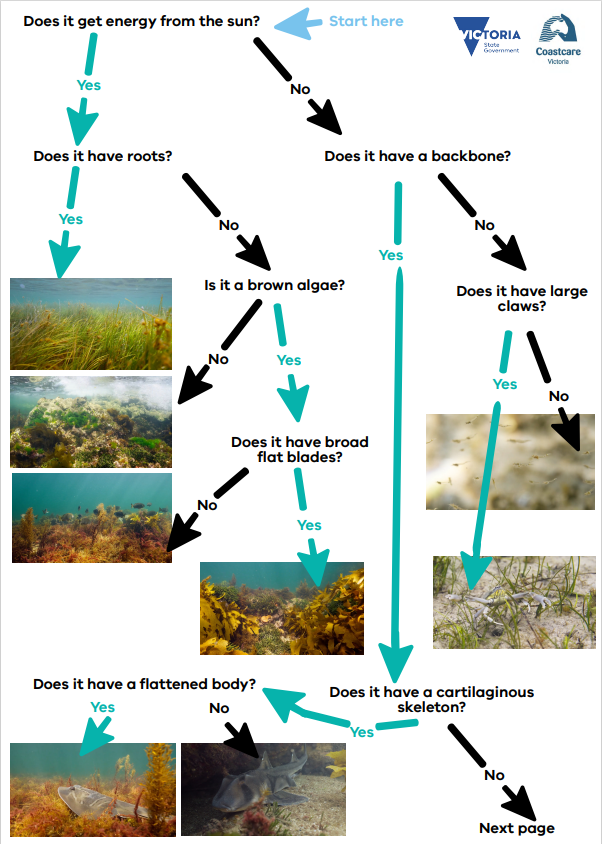 Does it get energy from the sun?
Start here
VICTORIA
State
Government
Coastcare
Victoria
Yes
No
Does it have roots?
Does it have a backbone?
Yes
No
Yes
No
Is it a brown algae?
Does it have large
claws?
No
Yes
Yes
No
Does it have broad
flat blades?
No
Yes
Does it have a flattened body?
Does it have a cartilaginous
skeleton?
Yes
No
Yes
No
Next page